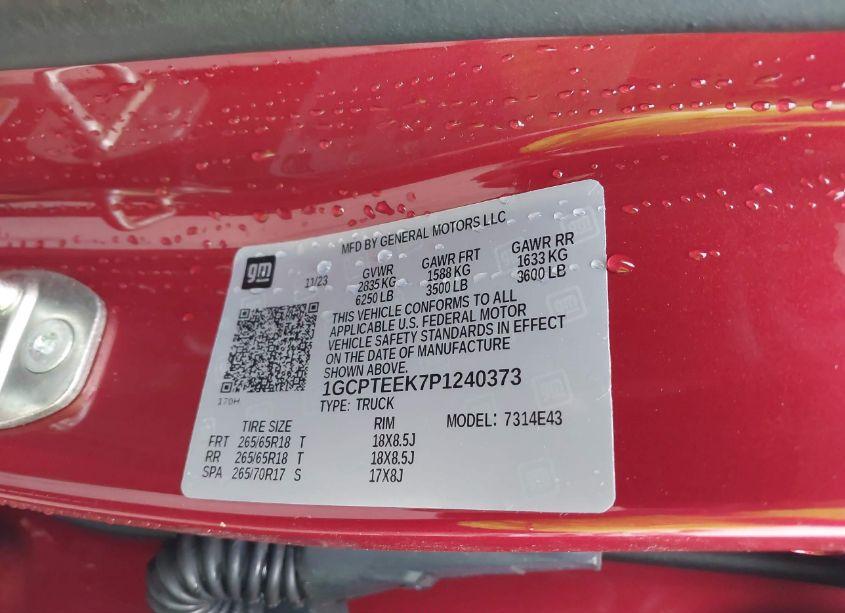 MFD BY GENERAL MOTORS LLC
gm
11/23 GVWR GAWR FRT GAWR RR
2835 KG 1588 KG 1633 KG
6250 LB 3500 LB 3600 LB
THIS VEHICLE CONFORMS TO ALL
APPLICABLE U.S. FEDERAL MOTOR
VEHICLE SAFETY STANDARDS IN EFFECT
ON THE DATE OF MANUFACTURE
SHOWN ABOVE.
170H
1GCPTEEK7P1240373
TYPE: TRUCK
TIRE SIZE RIM MODEL: 7314E43
FRT 265/65R18 T 18X8.5J
RR 265/65R18 T 18X8.5J
SPA 265/70R17 S 17X8J